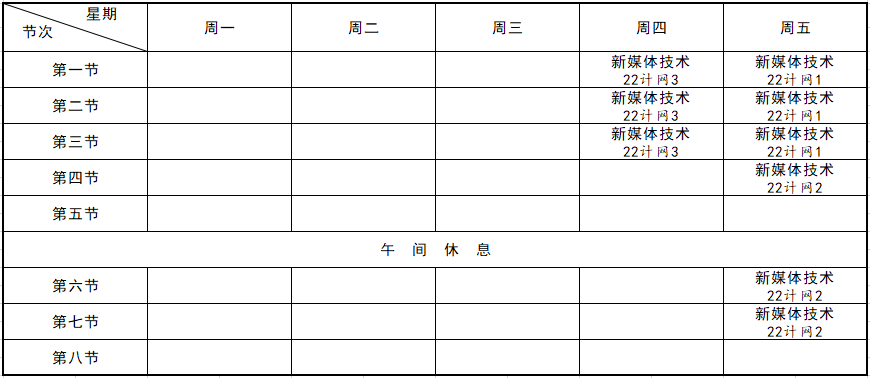 星期
节次
周一
周二
周三
周四
周五
第一节
新媒体技术
22计网3
新媒体技术
22计网1
第二节
新媒体技术
22计网3
新媒体技术
22计网1
第三节
新媒体技术
22计网3
新媒体技术
22计网1
第四节
新媒体技术
22计网2
第五节
午 间 休 息
第六节
新媒体技术
22计网2
第七节
新媒体技术
22计网2
第八节